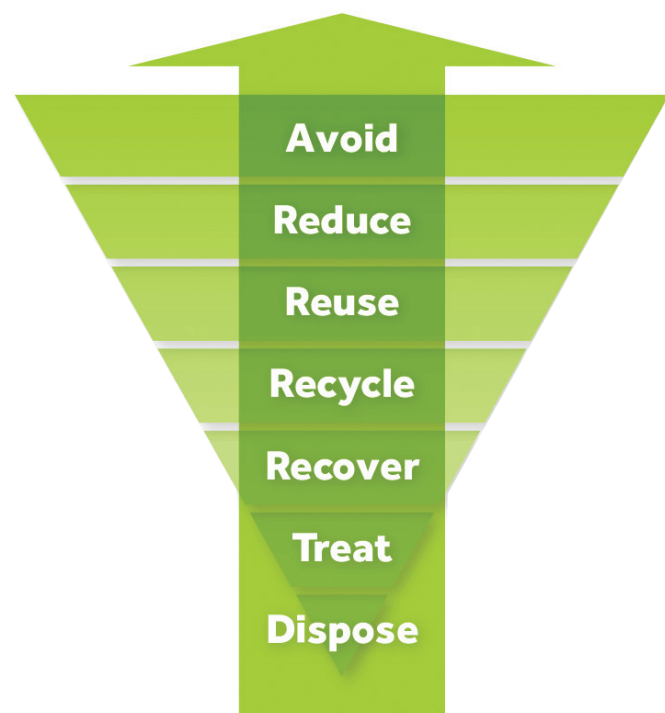 Avoid
Reduce
Reuse
Recycle
Recover
Treat
Dispose